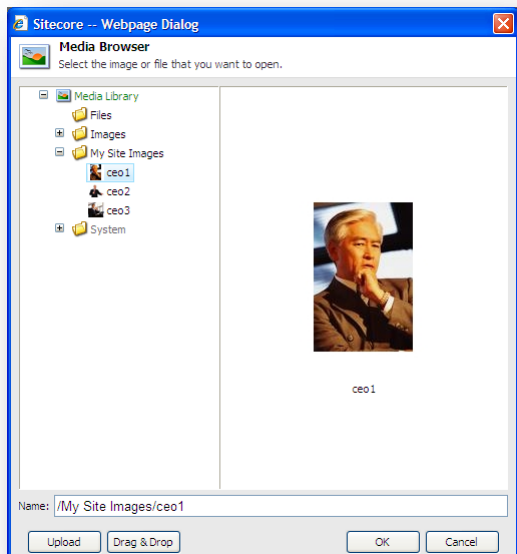 Sitecore -- Webpage Dialog
Media Browser
Select the image or file that you want to open.
Media Library
Files
Images
My Site Images
ceo1
ceo2
ceo3
System
ceo1
Name: /My Site Images/ceo1
Upload Drag & Drop OK Cancel